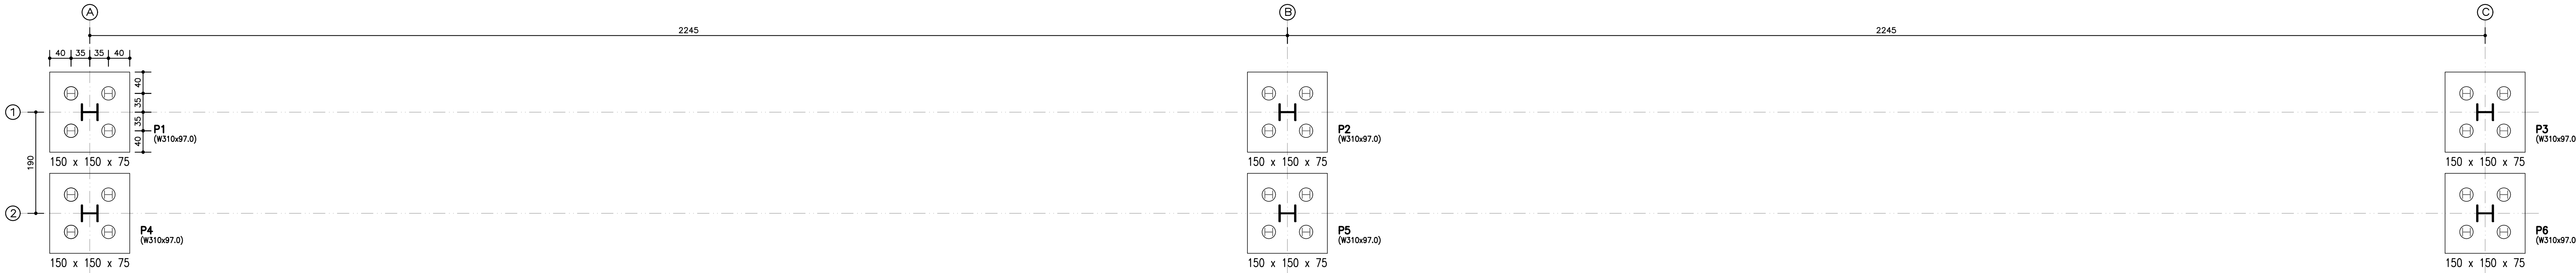 A B C
2245 2245
40 35 35 40
40
35
35
40
1
190
2
P1
(W310x97.0)
P2
(W310x97.0)
P3
(W310x97.0
150 x 150 x 75
150 x 150 x 75
150 x 150 x 75
P4
(W310x97.0)
P5
(W310x97.0)
P6
(W310x97.0
150 x 150 x 75
150 x 150 x 75
150 x 150 x 75